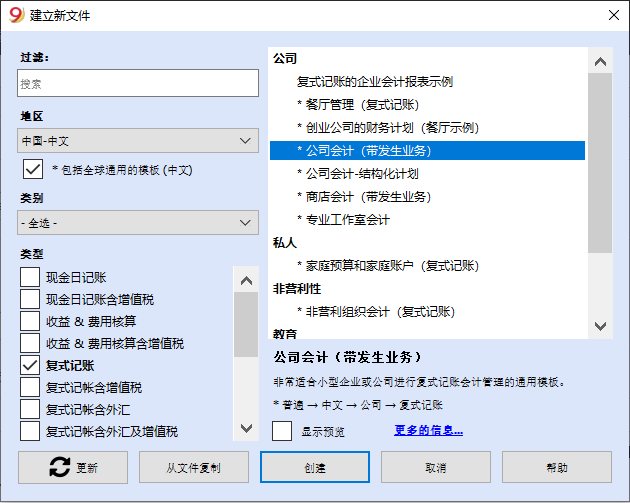 9 建立新文件
过滤：
搜索
地区
中国-中文
* 包括全球通用的模板 (中文)
类别
- 全选 -
类型
现金日记账
现金日记账含增值税
收益 & 费用核算
收益 & 费用核算含增值税
复式记账
复式记帐含增值税
复式记帐含外汇
复式记帐含外汇及增值税
公司
复式记账的企业会计报表示例
* 餐厅管理（复式记账）
* 创业公司的财务计划（餐厅示例）
* 公司会计（带发生业务）
* 公司会计-结构化计划
* 商店会计（带发生业务）
* 专业工作室会计
私人
* 家庭预算和家庭账户（复式记账）
非营利性
* 非营利组织会计（复式记账）
教育
公司会计（带发生业务）
非常适合小型企业或公司进行复式记账会计管理的通用模板。
* 普遍 → 中文 → 公司 → 复式记账
显示预览
更多的信息...
更新
从文件复制
创建
取消
帮助